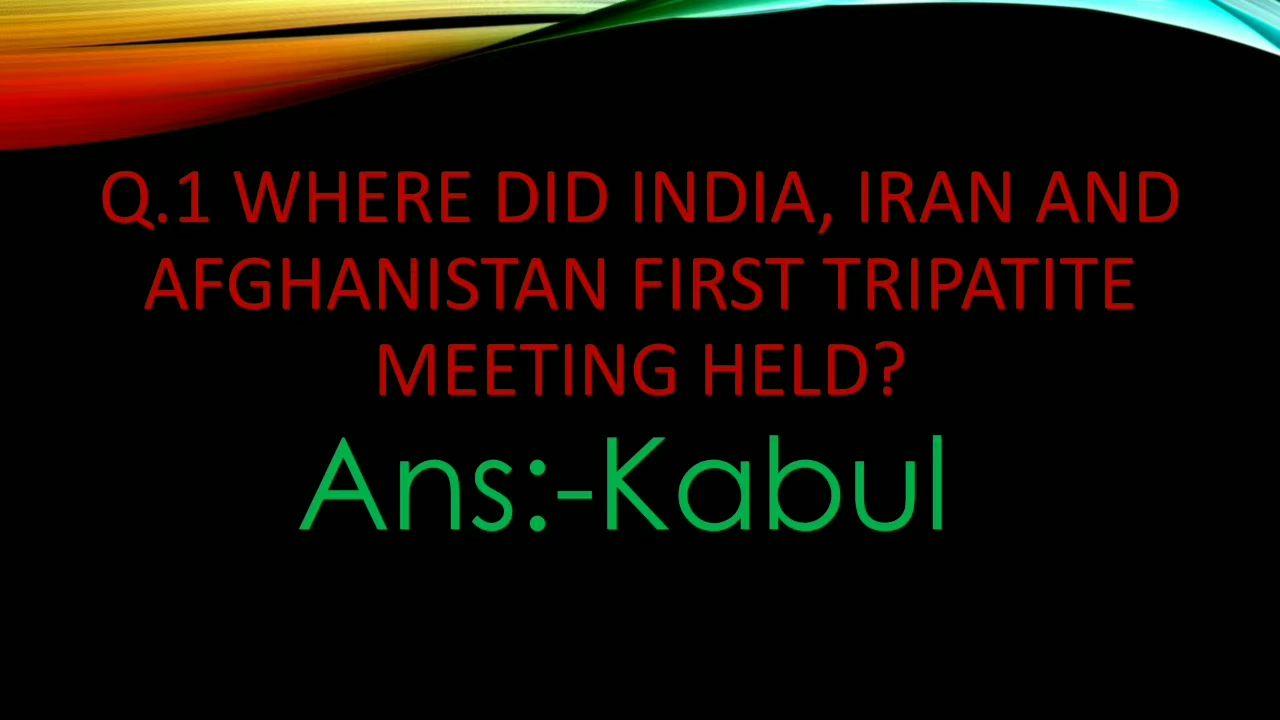 Q.1 WHERE DID INDIA, IRAN AND
AFGHANISTAN FIRST TRIPATITE
MEETING HELD?
Ans:-Kabul